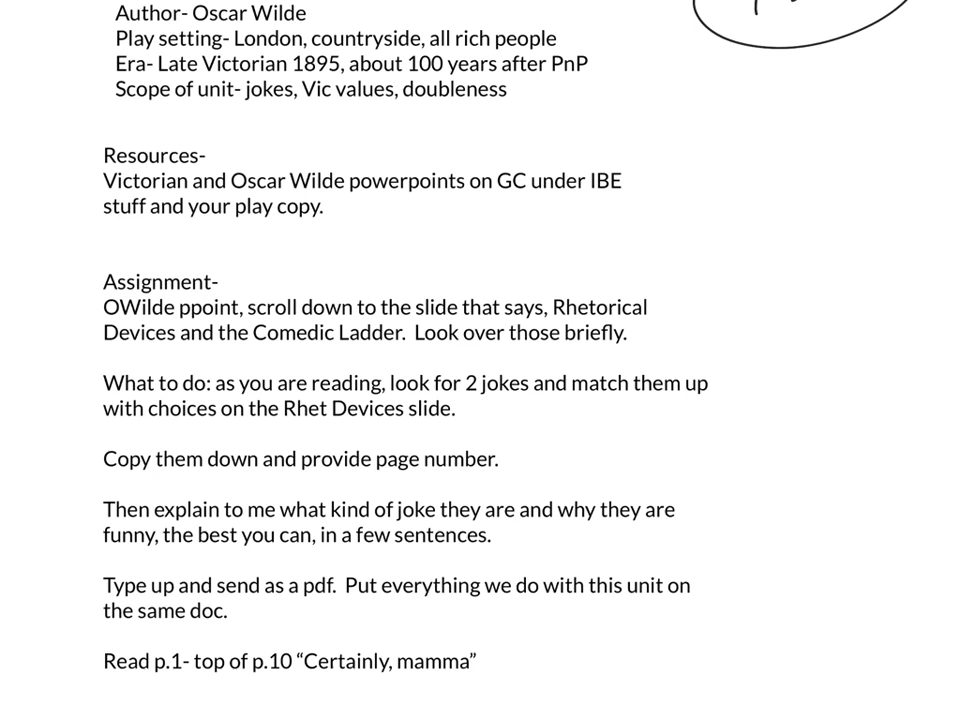 Author- Oscar Wilde
Play setting- London, countryside, all rich people
Era- Late Victorian 1895, about 100 years after PnP
Scope of unit- jokes, Vic values, doubleness
Resources-
Victorian and Oscar Wilde powerpoints on GC under IBE
stuff and your play copy.
Assignment-
OWilde ppoint, scroll down to the slide that says, Rhetorical
Devices and the Comedic Ladder.  Look over those briefly.
What to do: as you are reading, look for 2 jokes and match them up
with choices on the Rhet Devices slide.
Copy them down and provide page number.
Then explain to me what kind of joke they are and why they are
funny, the best you can, in a few sentences.
Type up and send as a pdf.  Put everything we do with this unit on
the same doc.
Read p.1- top of p.10 “Certainly, mamma”